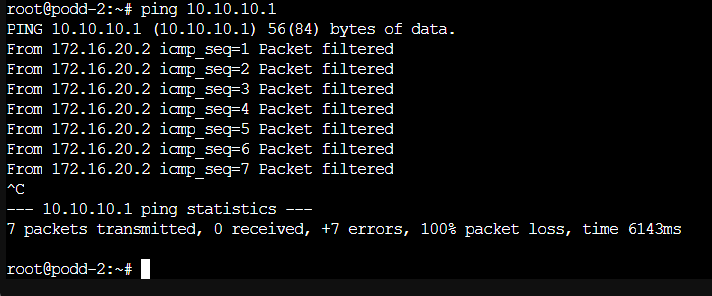 root@podd-2:~# ping 10.10.10.1
PING 10.10.10.1 (10.10.10.1) 56(84) bytes of data.
From 172.16.20.2 icmp_seq=1 Packet filtered
From 172.16.20.2 icmp_seq=2 Packet filtered
From 172.16.20.2 icmp_seq=3 Packet filtered
From 172.16.20.2 icmp_seq=4 Packet filtered
From 172.16.20.2 icmp_seq=5 Packet filtered
From 172.16.20.2 icmp_seq=6 Packet filtered
From 172.16.20.2 icmp_seq=7 Packet filtered
^C
--- 10.10.10.1 ping statistics ---
7 packets transmitted, 0 received, +7 errors, 100% packet loss, time 6143ms
root@podd-2:~#